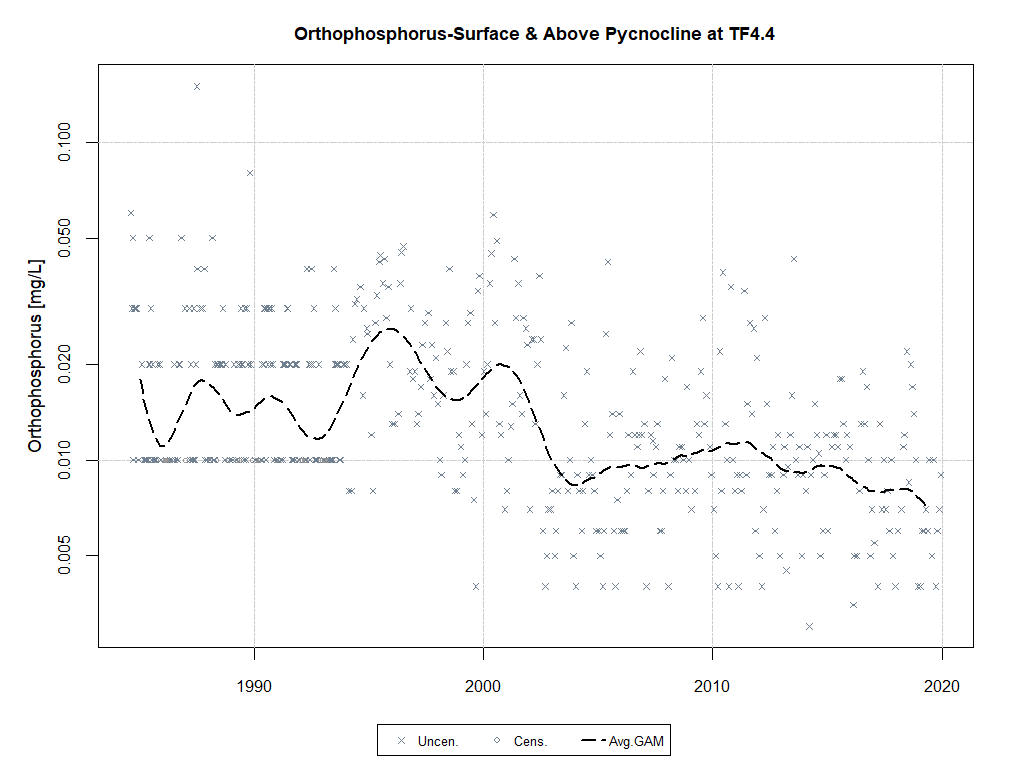 Orthophosphorus-Surface & Above Pycnocline at TF4.4
Orthophosphorus [mg/L]
0.100
0.050
0.020
0.010
0.005
1990 2000 2010 2020
Uncen. Cens. Avg.GAM